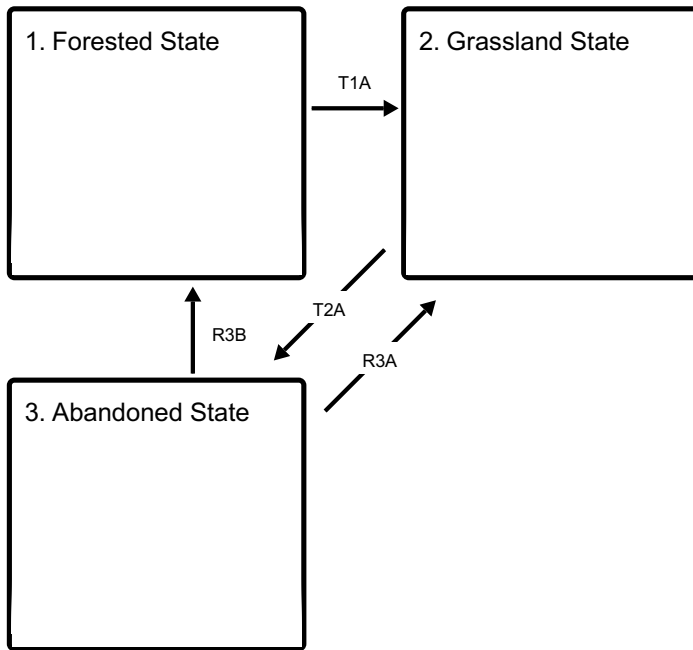 1. Forested State
2. Grassland State
T1A
T2A
R3B
R3A
3. Abandoned State